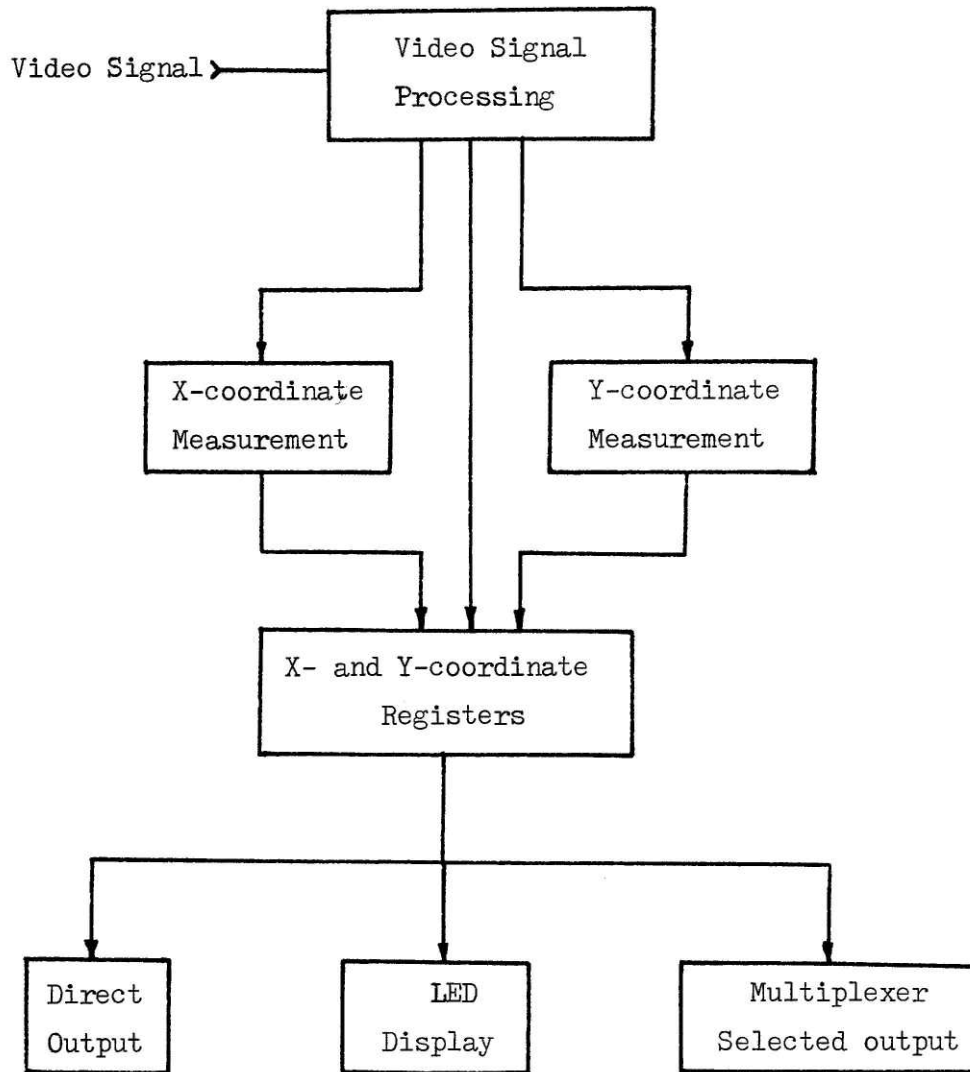 Video Signal
Video Signal
Processing
X-coordinate
Measurement
Y-coordinate
Measurement
X- and Y-coordinate
Registers
Direct
Output
LED
Display
Multiplexer
Selected output